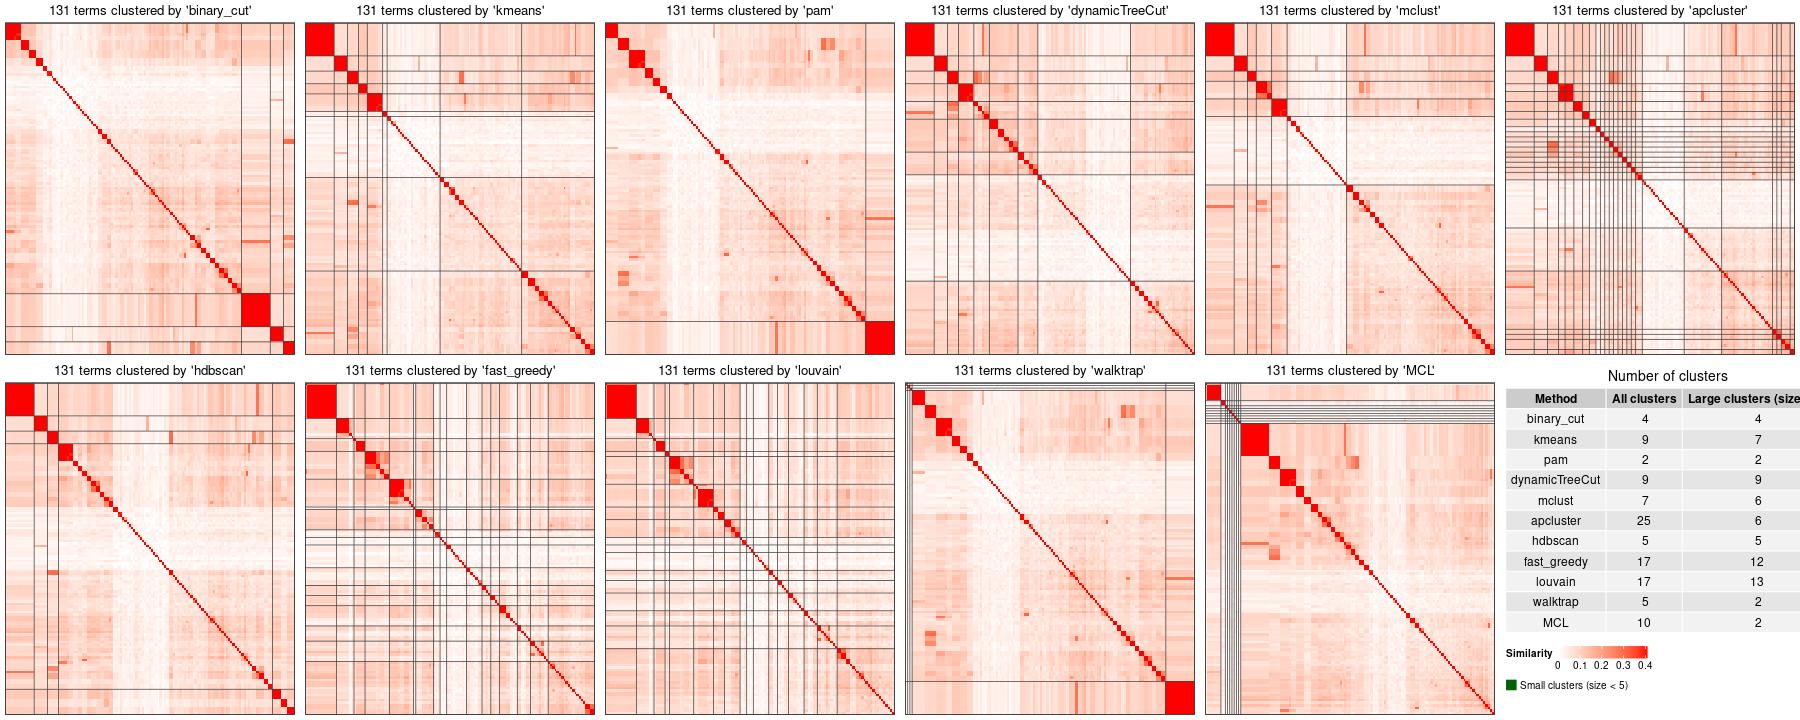 131 terms clustered by 'binary_cut'
131 terms clustered by 'kmeans'
131 terms clustered by 'pam'
131 terms clustered by 'dynamicTreeCut'
131 terms clustered by 'mclust'
131 terms clustered by 'apcluster'
131 terms clustered by 'hdbscan'
131 terms clustered by 'fast_greedy'
131 terms clustered by 'louvain'
131 terms clustered by 'walktrap'
131 terms clustered by 'MCL'
Number of clusters
Method All clusters Large clusters (size
binary_cut 4 4
kmeans 9 7
pam 2 2
dynamicTreeCut 9 9
mclust 7 6
apcluster 25 6
hdbscan 5 5
fast_greedy 17 12
louvain 17 13
walktrap 5 2
MCL 10 2
Similarity
0 0.1 0.2 0.3 0.4
Small clusters (size < 5)